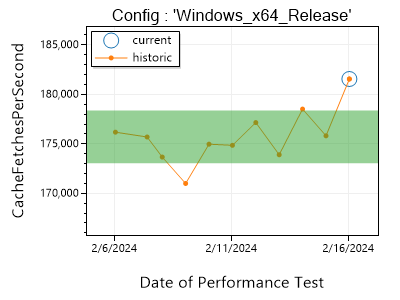 Config : 'Windows_x64_Release'
current
historic
185,000
180,000
175,000
170,000
CacheFetchesPerSecond
2/6/2024
2/11/2024
2/16/2024
Date of Performance Test